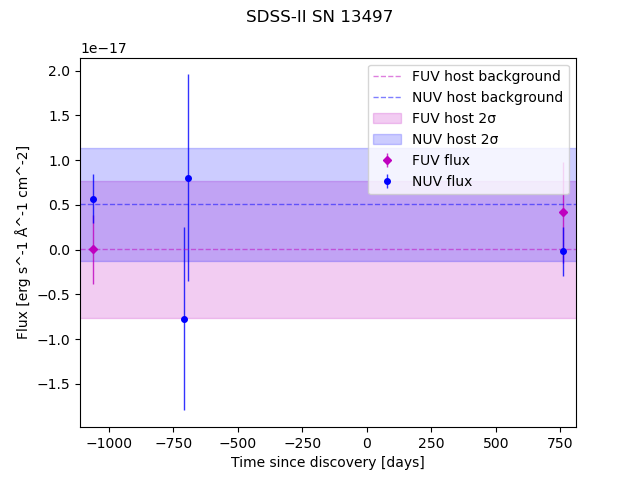 SDSS-II SN 13497
1e−17
2.0
1.5
1.0
0.5
0.0
−0.5
−1.0
−1.5
Flux [erg s^-1 Å^-1 cm^-2]
FUV host background
NUV host background
FUV host 2σ
NUV host 2σ
FUV flux
NUV flux
−1000 −750 −500 −250 0 250 500 750
Time since discovery [days]